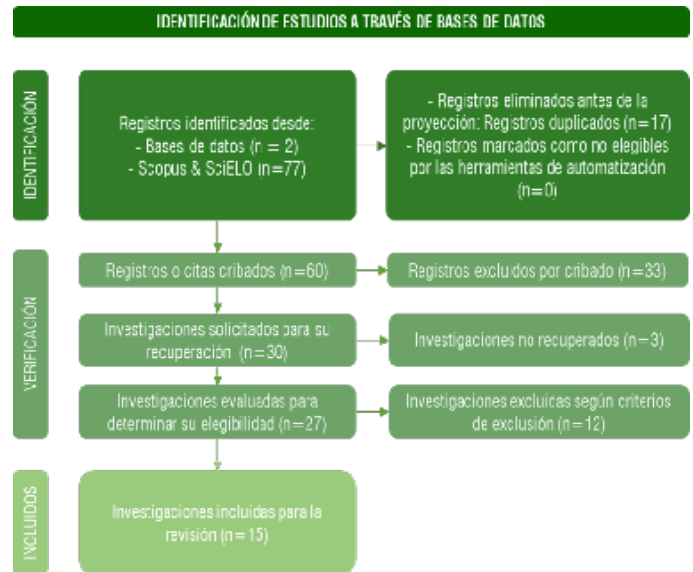 IDENTIFICACIÓN DE ESTUDIOS A TRAVÉS DE BASES DE DATOS
IDENTIFICACIÓN
Registros identificados desde:
- Bases de datos (n = 2)
- Scopus & SciELO (n=77)
- Registros eliminados antes de la
proyección: Registros duplicados (n=17)
- Registros marcados como no elegibles
por las herramientas de automatización
(n=0)
VERIFICACIÓN
Registros o citas cribados (n=60)
Registros excluidos por cribado (n=33)
Investigaciones solicitados para su
recuperación (n=30)
Investigaciones no recuperados (n=3)
Investigaciones evaluadas para
determinar su elegibilidad (n=27)
Investigaciones excluidas según criterios
de exclusión (n=12)
INCLUIDOS
Investigaciones incluidas para la
revisión (n=15)